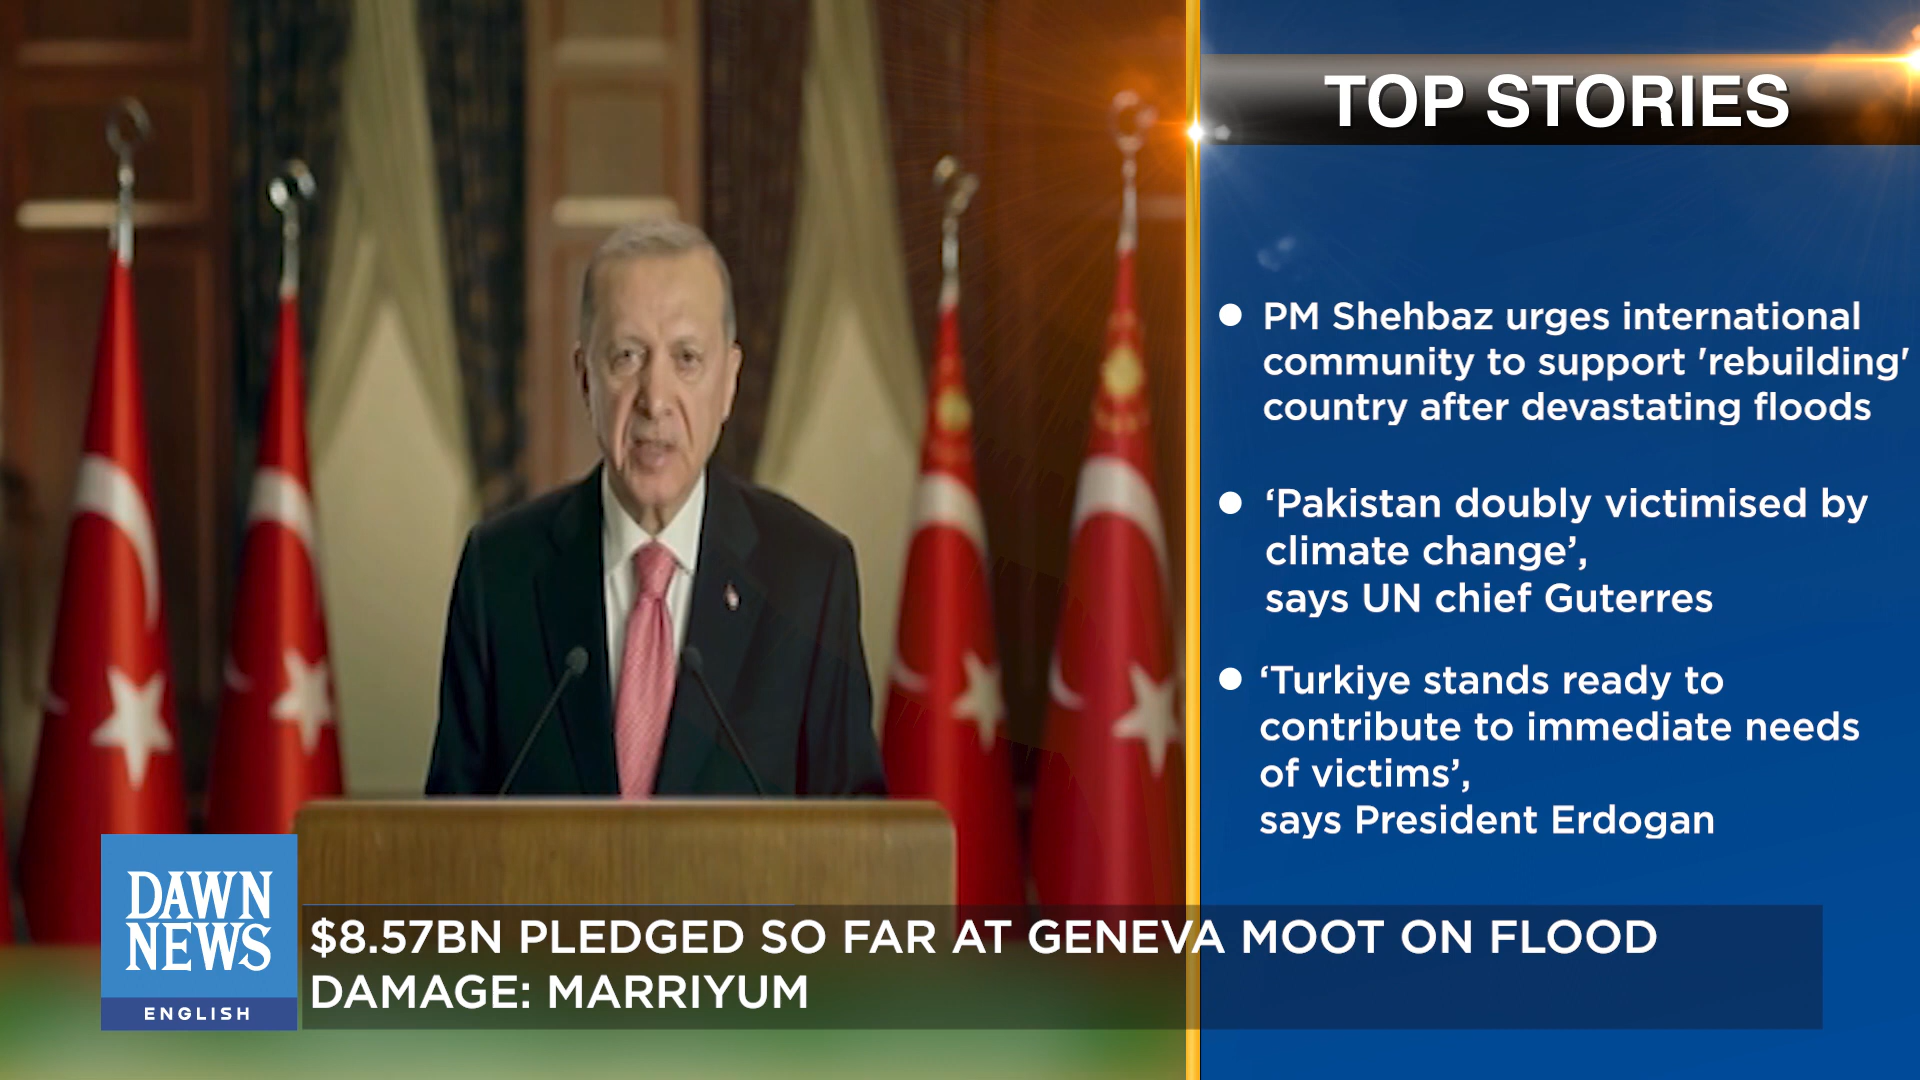 TOP STORIES
PM Shehbaz urges international
community to support 'rebuilding'
country after devastating floods
‘Pakistan doubly victimised by
climate change’,
says UN chief Guterres
‘Turkiye stands ready to
contribute to immediate needs
of victims’,
says President Erdogan
DAWN
NEWS
ENGLISH
$8.57BN PLEDGED SO FAR AT GENEVA MOOT ON FLOOD
DAMAGE: MARRIYUM